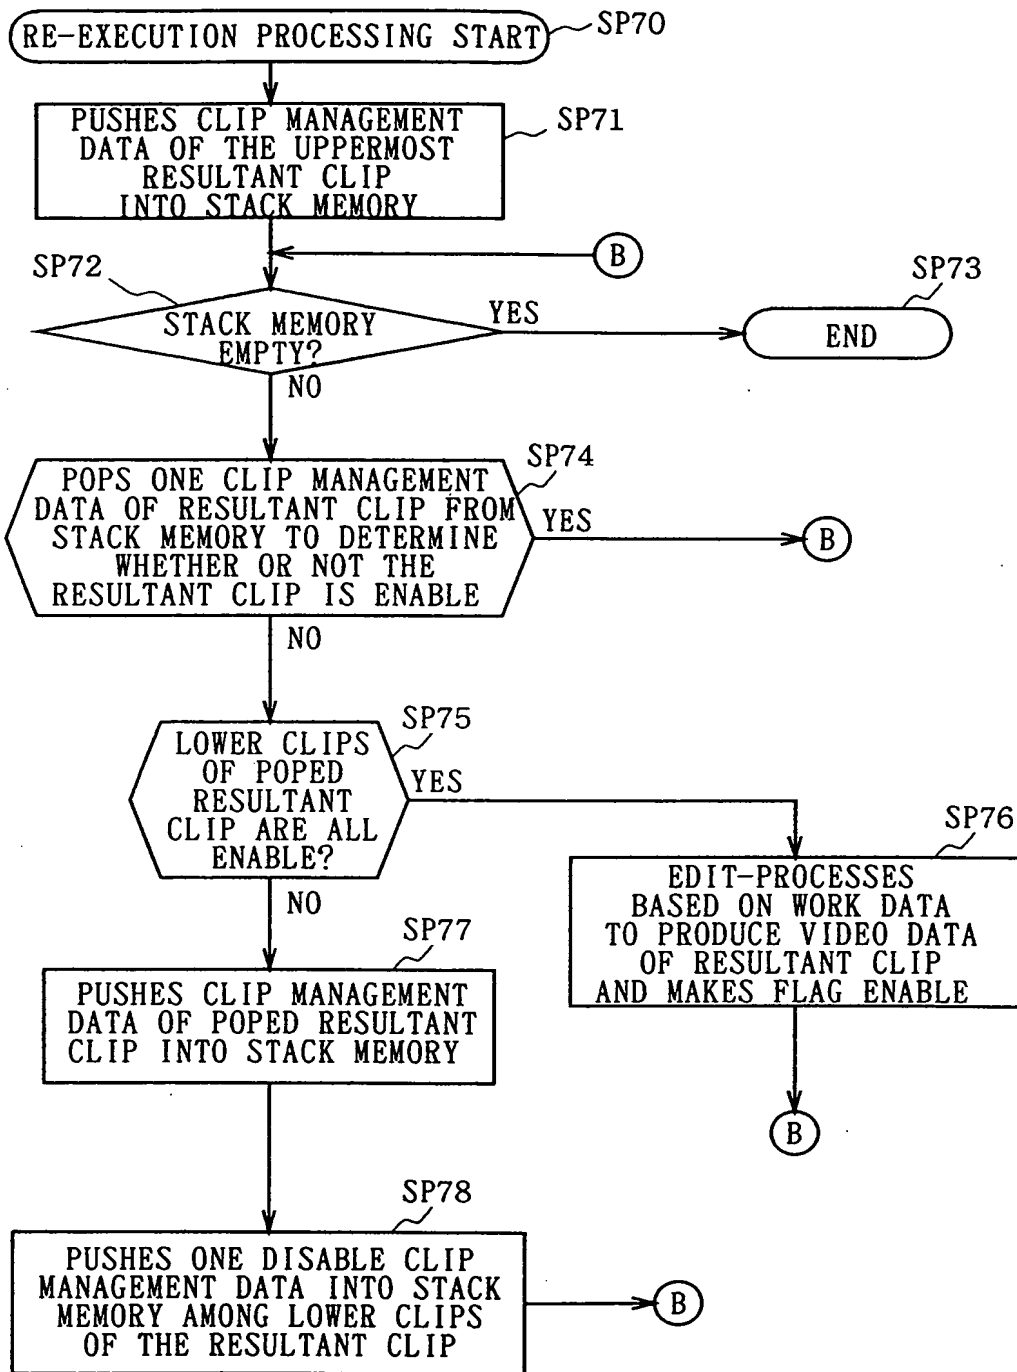 RE-EXECUTION PROCESSING START
SP70
PUSHES CLIP MANAGEMENT
DATA OF THE UPPERMOST
RESULTANT CLIP
INTO STACK MEMORY
SP71
B
SP72
STACK MEMORY
EMPTY?
YES
SP73
END
NO
SP74
POPS ONE CLIP MANAGEMENT
DATA OF RESULTANT CLIP FROM
STACK MEMORY TO DETERMINE
WHETHER OR NOT THE
RESULTANT CLIP IS ENABLE
YES
B
NO
SP75
LOWER CLIPS
OF POPED
RESULTANT
CLIP ARE ALL
ENABLE?
YES
SP76
EDIT-PROCESSES
BASED ON WORK DATA
TO PRODUCE VIDEO DATA
OF RESULTANT CLIP
AND MAKES FLAG ENABLE
B
NO
SP77
PUSHES CLIP MANAGEMENT
DATA OF POPED RESULTANT
CLIP INTO STACK MEMORY
SP78
PUSHES ONE DISABLE CLIP
MANAGEMENT DATA INTO STACK
MEMORY AMONG LOWER CLIPS
OF THE RESULTANT CLIP
B